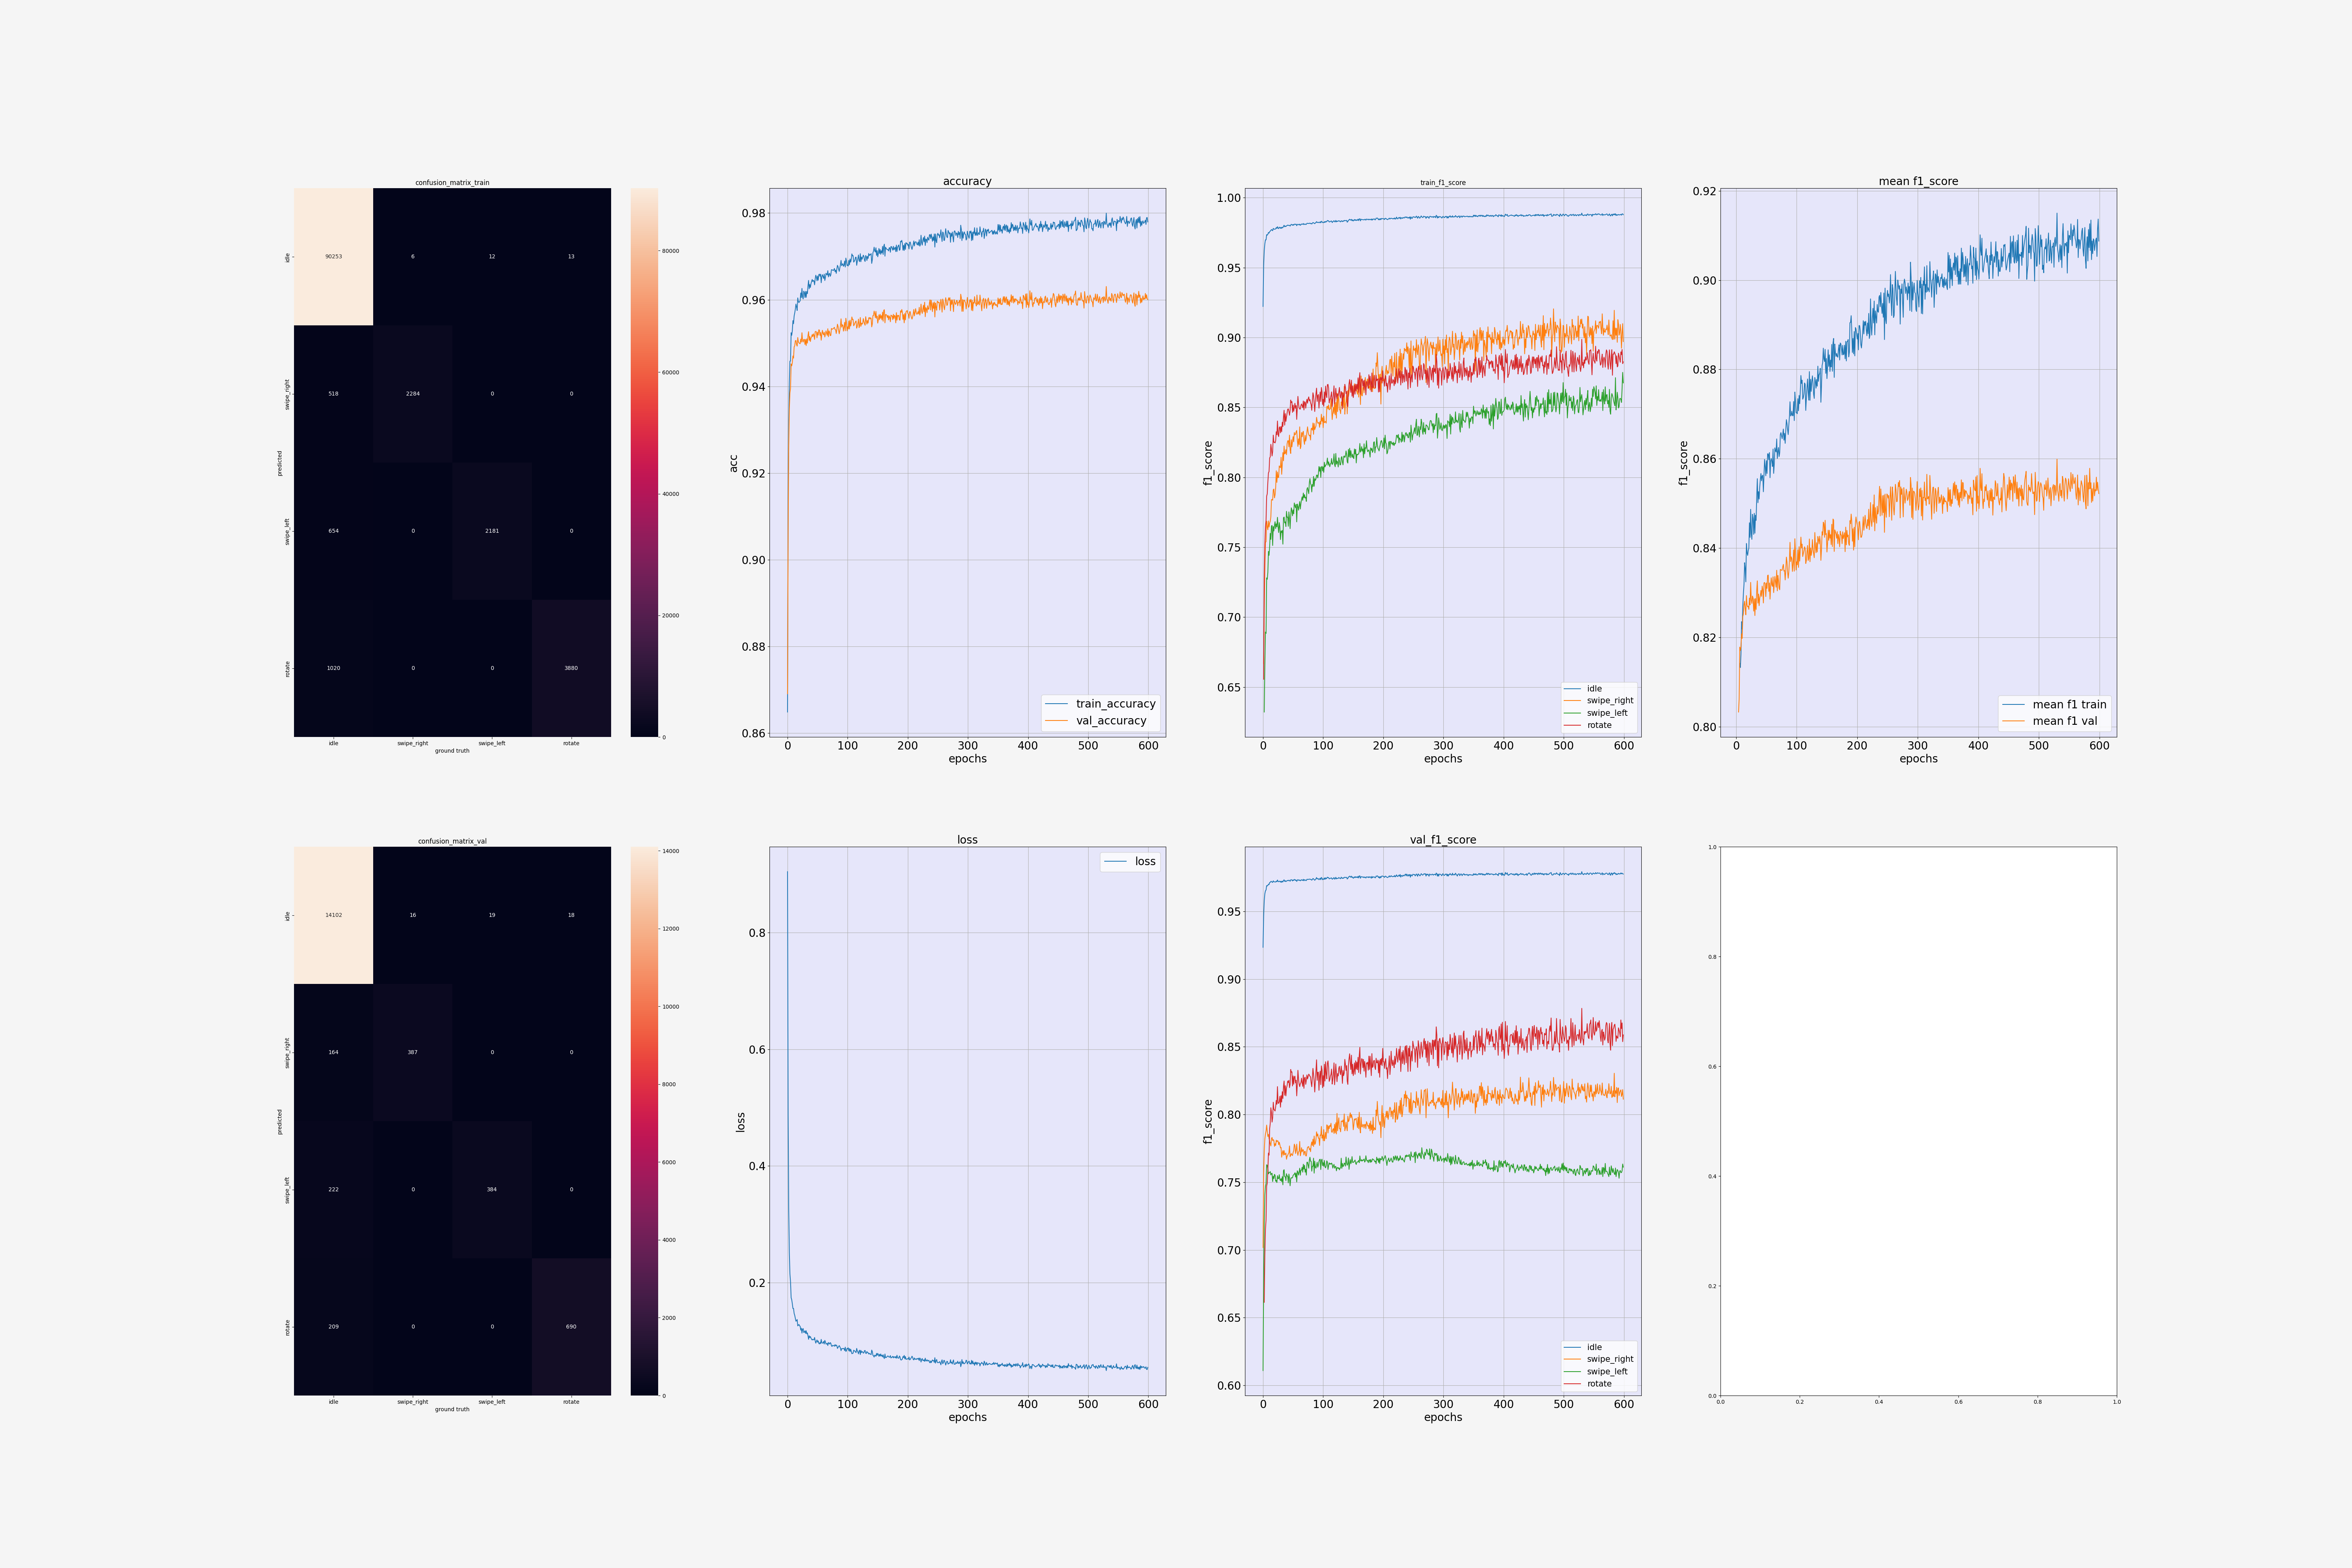 confusion_matrix_train
idle
swipe_right
swipe_left
rotate
predicted
90253 6 12 13
518 2284 0 0
654 0 2181 0
1020 0 0 3880
idle swipe_right swipe_left rotate
ground truth
80000
60000
40000
20000
0
accuracy
acc
0.98
0.96
0.94
0.92
0.90
0.88
0.86
train_accuracy
val_accuracy
0 100 200 300 400 500 600
epochs
train_f1_score
f1_score
1.00
0.95
0.90
0.85
0.80
0.75
0.70
0.65
idle
swipe_right
swipe_left
rotate
0 100 200 300 400 500 600
epochs
mean f1_score
f1_score
0.92
0.90
0.88
0.86
0.84
0.82
0.80
mean f1 train
mean f1 val
0 100 200 300 400 500 600
epochs
confusion_matrix_val
idle
swipe_right
swipe_left
rotate
predicted
14102 16 19 18
164 387 0 0
222 0 384 0
209 0 0 690
idle swipe_right swipe_left rotate
ground truth
14000
12000
10000
8000
6000
4000
2000
0
loss
loss
0.8
0.6
0.4
0.2
loss
0 100 200 300 400 500 600
epochs
val_f1_score
f1_score
0.95
0.90
0.85
0.80
0.75
0.70
0.65
0.60
idle
swipe_right
swipe_left
rotate
0 100 200 300 400 500 600
epochs
1.0
0.8
0.6
0.4
0.2
0.0
0.0 0.2 0.4 0.6 0.8 1.0